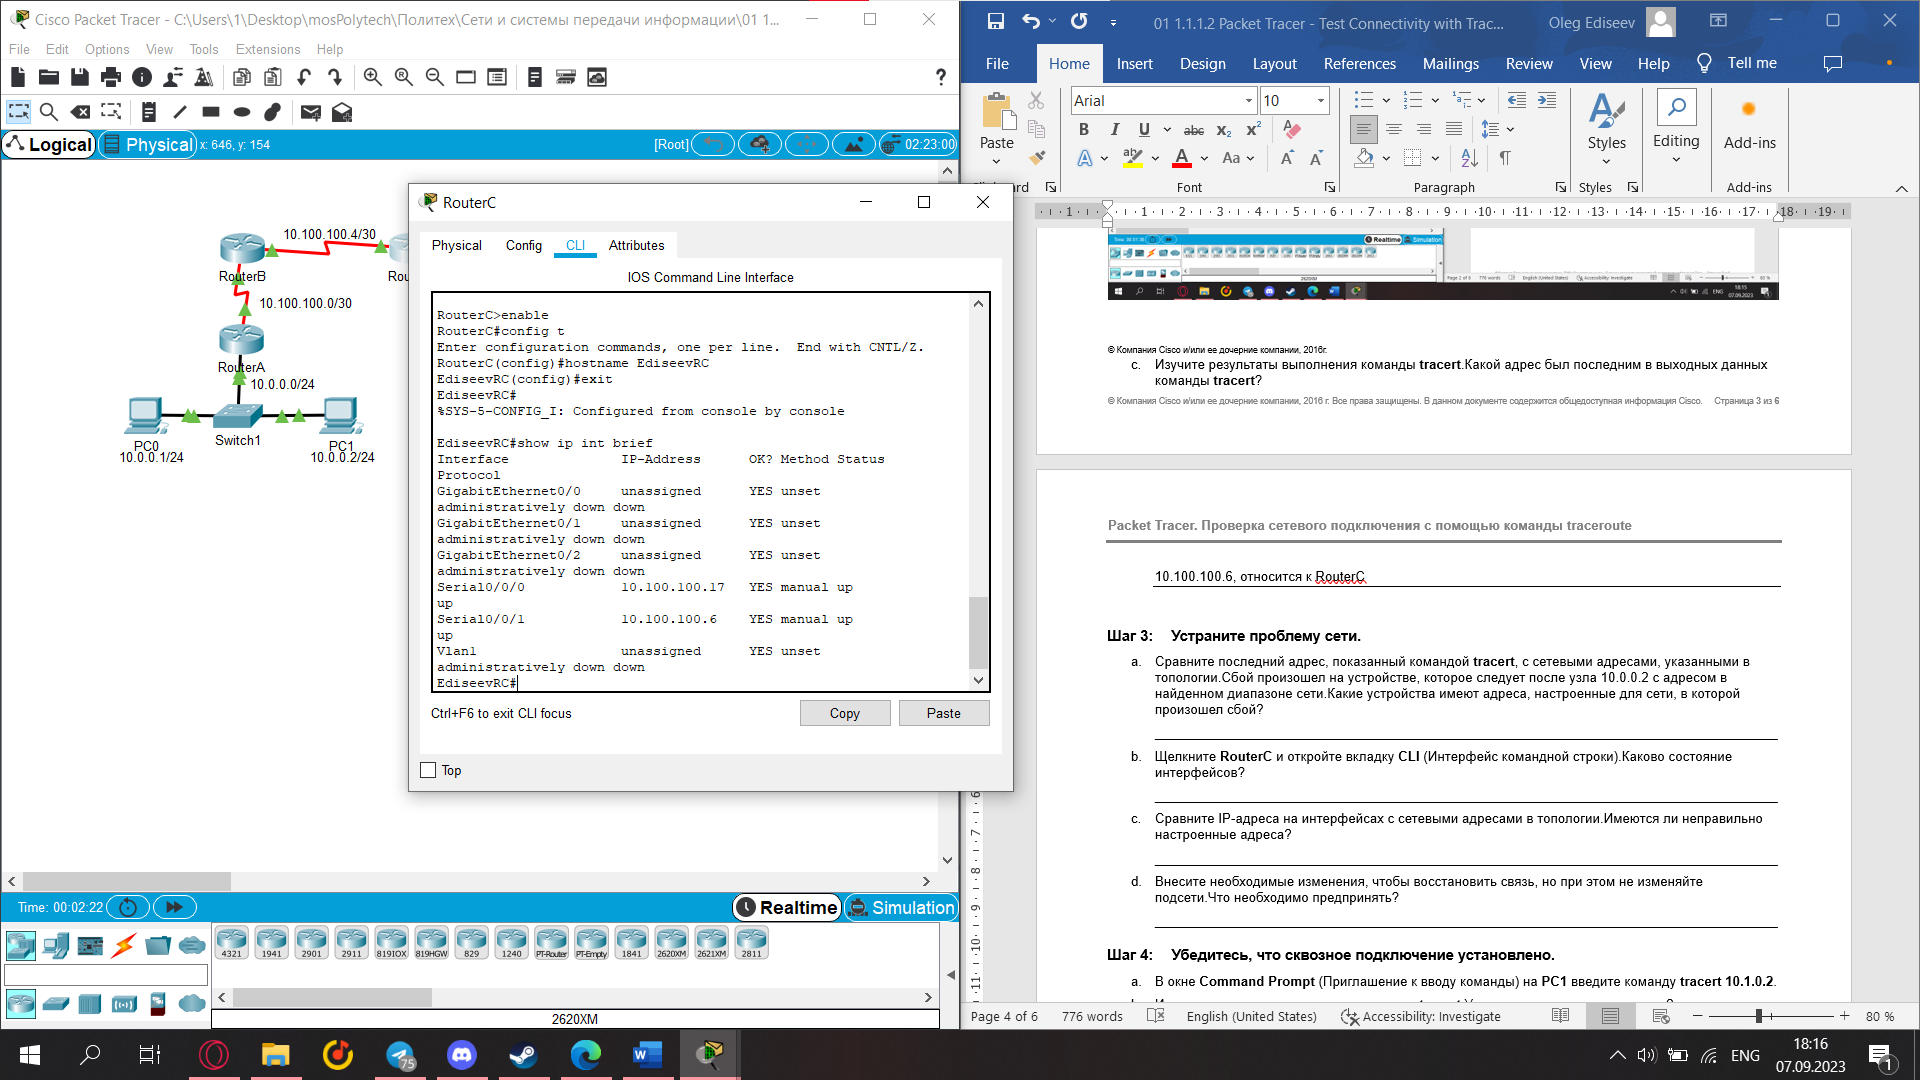 Cisco Packet Tracer - C:\Users\1\Desktop\mosPolytech\Политех\Сети и системы передачи информации\01 1...
File Edit Options View Tools Extensions Help
Logical
Physical
x: 646, y: 154
[Root]
02:23:00
10.100.100.4/30
RouterB
Rou
10.100.100.0/30
RouterA
10.0.0.0/24
PC0
10.0.0.1/24
Switch1
PC1
10.0.0.2/24
RouterC
Physical Config CLI Attributes
IOS Command Line Interface
RouterC>enable
RouterC#config t
Enter configuration commands, one per line.  End with CNTL/Z.
RouterC(config)#hostname EdiseevRC
EdiseevRC(config)#exit
EdiseevRC#
%SYS-5-CONFIG_I: Configured from console by console
EdiseevRC#show ip int brief
Interface              IP-Address      OK? Method Status
Protocol
GigabitEthernet0/0     unassigned      YES unset
administratively down down
GigabitEthernet0/1     unassigned      YES unset
administratively down down
GigabitEthernet0/2     unassigned      YES unset
administratively down down
Serial0/0/0            10.100.100.17   YES manual up
up
Serial0/0/1            10.100.100.6    YES manual up
up
Vlan1                  unassigned      YES unset
administratively down down
EdiseevRC#
Ctrl+F6 to exit CLI focus
Copy
Paste
Top
Time: 00:02:22
Realtime
Simulation
4321 1941 2901 2911 819IOX 819HGW 829 1240 PT-Router PT-Empty 1841 2620XM 2621XM 2811
2620XM
01 1.1.1.2 Packet Tracer - Test Connectivity with Trac...
Oleg Ediseev
File Home Insert Design Layout References Mailings Review View Help Tell me
Paste
Arial
10
Styles
Editing
Add-ins
Font
Paragraph
Styles
Add-ins
© Компания Cisco и/или ее дочерние компании, 2016г.
c. Изучите результаты выполнения команды tracert.Какой адрес был последним в выходных данных
команды tracert?
© Компания Cisco и/или ее дочерние компании, 2016 г. Все права защищены. В данном документе содержится общедоступная информация Cisco. Страница 3 из 6
Packet Tracer. Проверка сетевого подключения с помощью команды traceroute
10.100.100.6, относится к RouterC
Шаг 3: Устраните проблему сети.
a. Сравните последний адрес, показанный командой tracert, с сетевыми адресами, указанными в
топологии.Сбой произошел на устройстве, которое следует после узла 10.0.0.2 с адресом в
найденном диапазоне сети.Какие устройства имеют адреса, настроенные для сети, в которой
произошел сбой?
b. Щелкните RouterC и откройте вкладку CLI (Интерфейс командной строки).Каково состояние
интерфейсов?
c. Сравните IP-адреса на интерфейсах с сетевыми адресами в топологии.Имеются ли неправильно
настроенные адреса?
d. Внесите необходимые изменения, чтобы восстановить связь, но при этом не изменяйте
подсети.Что необходимо предпринять?
Шаг 4: Убедитесь, что сквозное подключение установлено.
a. В окне Command Prompt (Приглашение к вводу команды) на PC1 введите команду tracert 10.1.0.2.
Page 4 of 6
776 words
English (United States)
Accessibility: Investigate
80 %
75
ENG
18:16
07.09.2023
1